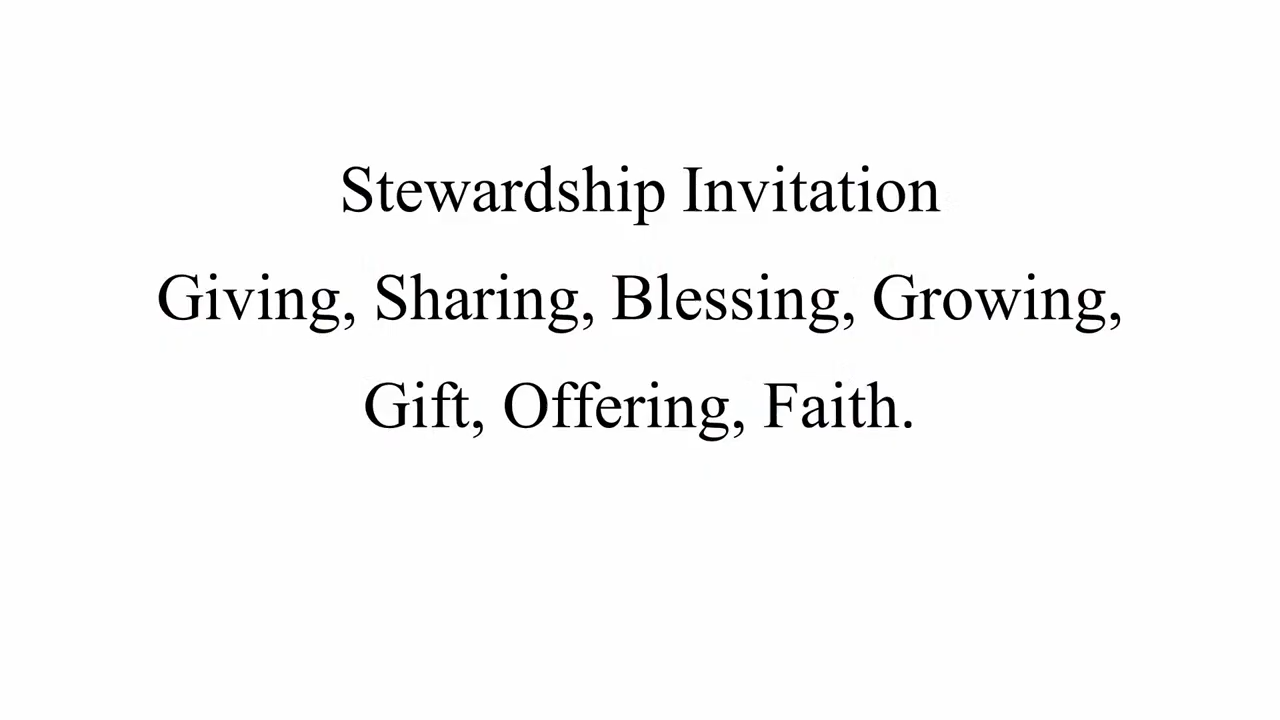 Stewardship Invitation
Giving, Sharing, Blessing, Growing,
Gift, Offering, Faith.